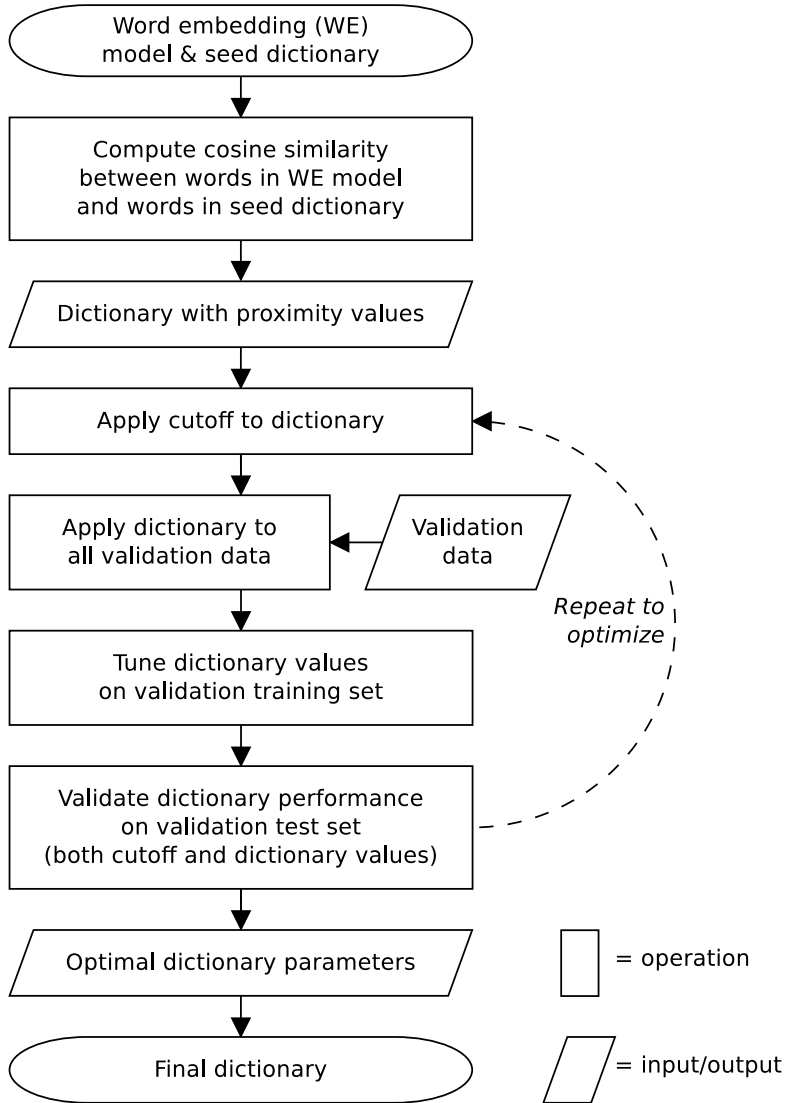 Word embedding (WE)
model & seed dictionary
Compute cosine similarity
between words in WE model
and words in seed dictionary
Dictionary with proximity values
Apply cutoff to dictionary
Apply dictionary to
all validation data
Validation
data
Repeat to
optimize
Tune dictionary values
on validation training set
Validate dictionary performance
on validation test set
(both cutoff and dictionary values)
Optimal dictionary parameters
= operation
Final dictionary
= input/output